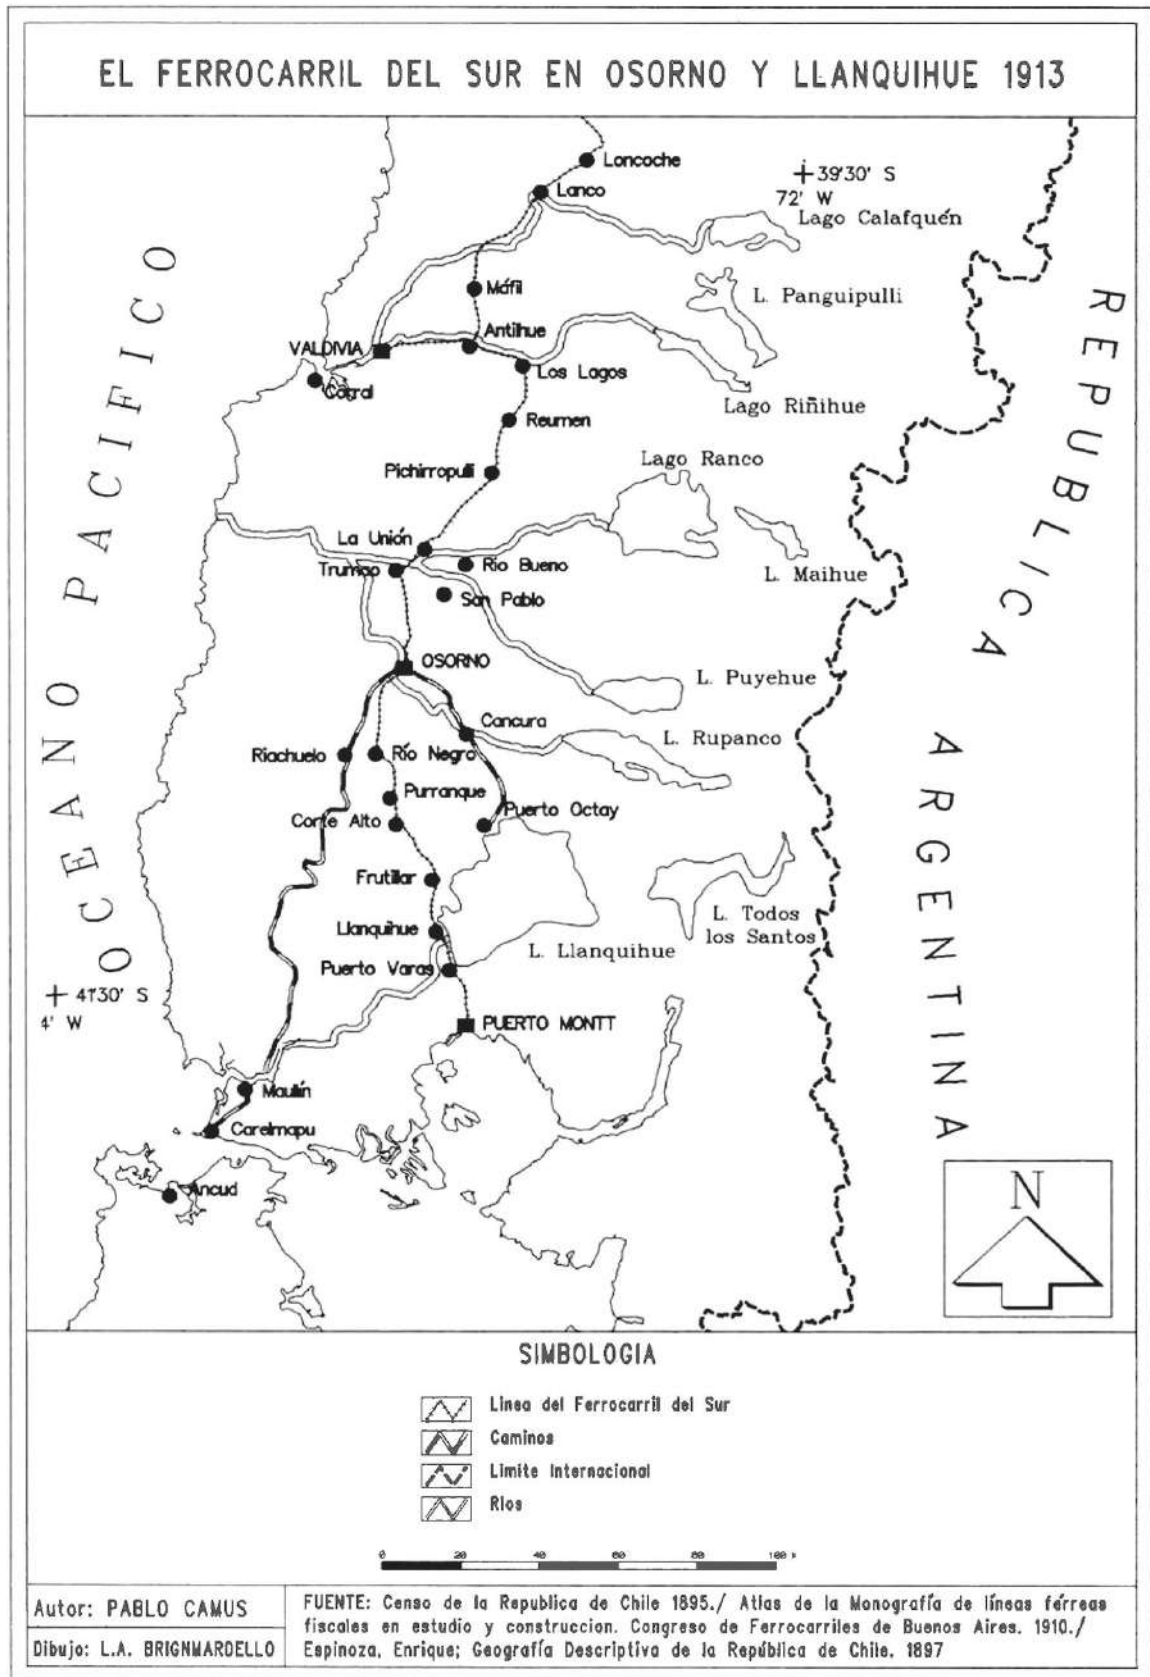 EL FERROCARRIL DEL SUR EN OSORNO Y LLANQUIHUE 1913
Loncoche
39°30' S
72° W
Lanco
Lago Calafquén
Máfil
L. Panguipulli
Antilhue
VALDIVIA
Los Lagos
Corral
Lago Riñihue
Reumen
Lago Ranco
Pichirropulli
La Unión
Río Bueno
Trumao
L. Maihue
San Pablo
OSORNO
L. Puyehue
Cancura
L. Rupanco
Riachuelo
Río Negro
Purranque
Puerto Octay
Corte Alto
Frutillar
L. Todos
los Santos
Llanquihue
L. Llanquihue
Puerto Varas
41°30' S
4° W
PUERTO MONTT
Maullín
Carelmapu
Ancud
OCEANO PACIFICO
REPUBLICA ARGENTINA
N
SIMBOLOGIA
Linea del Ferrocarril del Sur
Caminos
Limite Internacional
Rios
0 20 40 60 80 100
Autor: PABLO CAMUS
Dibujo: L.A. BRIGNMARDELLO
FUENTE: Censo de la Republica de Chile 1895./ Atlas de la Monografía de líneas férreas
fiscales en estudio y construccion. Congreso de Ferrocarriles de Buenos Aires. 1910./
Espinoza, Enrique; Geografía Descriptiva de la República de Chile. 1897